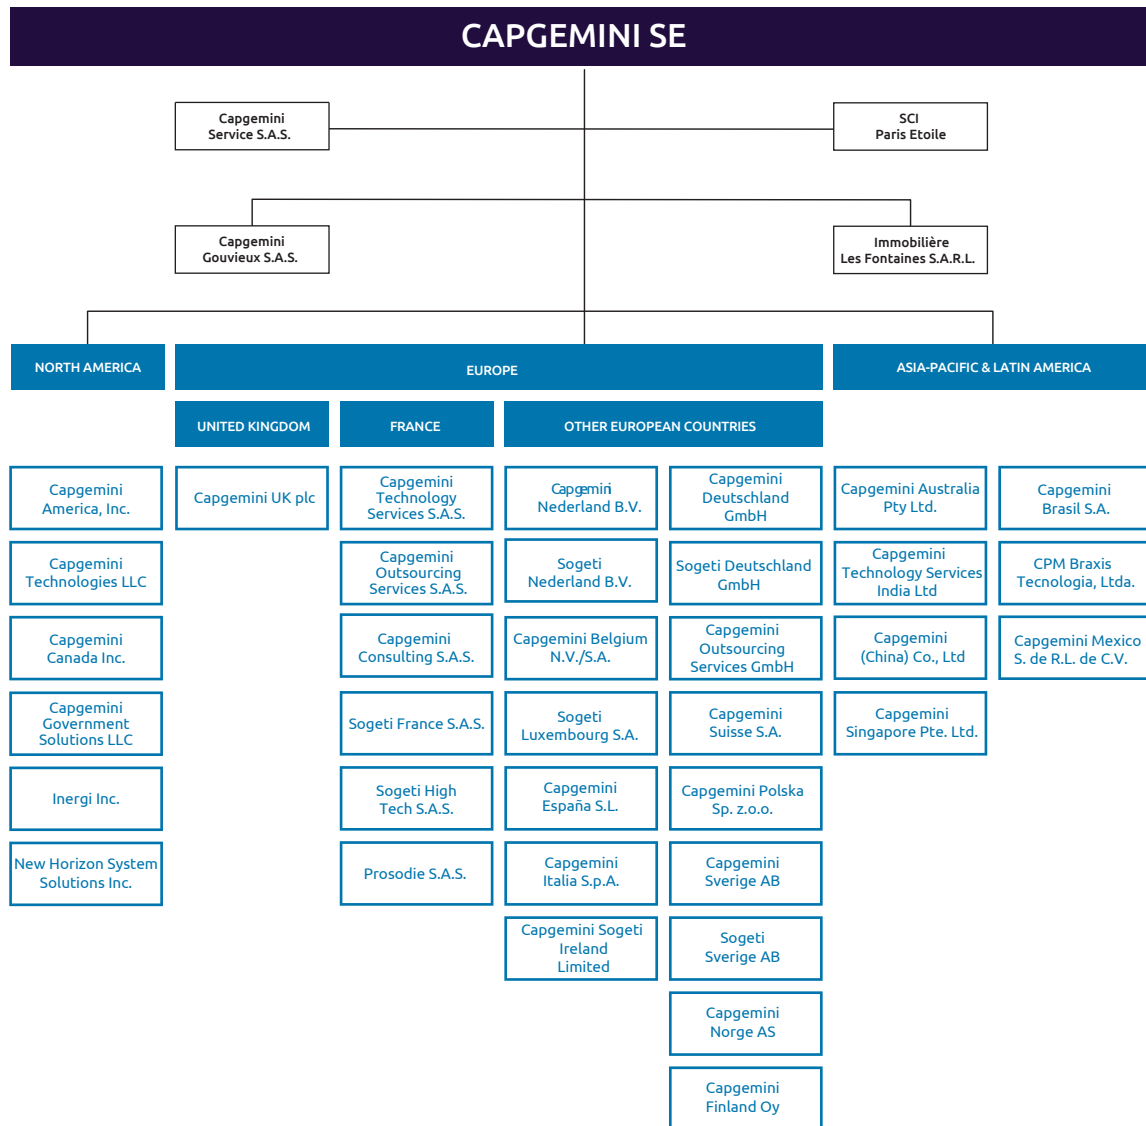 CAPGEMINI SE
Capgemini
Service S.A.S.
SCI
Paris Etoile
Capgemini
Gouvieux S.A.S.
Immobilière
Les Fontaines S.A.R.L.
NORTH AMERICA
EUROPE
ASIA-PACIFIC & LATIN AMERICA
UNITED KINGDOM
FRANCE
OTHER EUROPEAN COUNTRIES
Capgemini
America, Inc.
Capgemini
Technologies LLC
Capgemini
Canada Inc.
Capgemini
Government
Solutions LLC
Inergi Inc.
New Horizon System
Solutions Inc.
Capgemini UK plc
Capgemini
Technology
Services S.A.S.
Capgemini
Outsourcing
Services S.A.S.
Capgemini
Consulting S.A.S.
Sogeti France S.A.S.
Sogeti High
Tech S.A.S.
Prosodie S.A.S.
Capgemini
Nederland B.V.
Sogeti
Nederland B.V.
Capgemini Belgium
N.V./S.A.
Sogeti
Luxembourg S.A.
Capgemini
España S.L.
Capgemini
Italia S.p.A.
Capgemini Sogeti
Ireland
Limited
Capgemini
Deutschland
GmbH
Sogeti Deutschland
GmbH
Capgemini
Outsourcing
Services GmbH
Capgemini
Suisse S.A.
Capgemini Polska
Sp. z.o.o.
Capgemini
Sverige AB
Sogeti
Sverige AB
Capgemini
Norge AS
Capgemini
Finland Oy
Capgemini Australia
Pty Ltd.
Capgemini
Technology Services
India Ltd
Capgemini
(China) Co., Ltd
Capgemini
Singapore Pte. Ltd.
Capgemini
Brasil S.A.
CPM Braxis
Tecnologia, Ltda.
Capgemini Mexico
S. de R.L. de C.V.